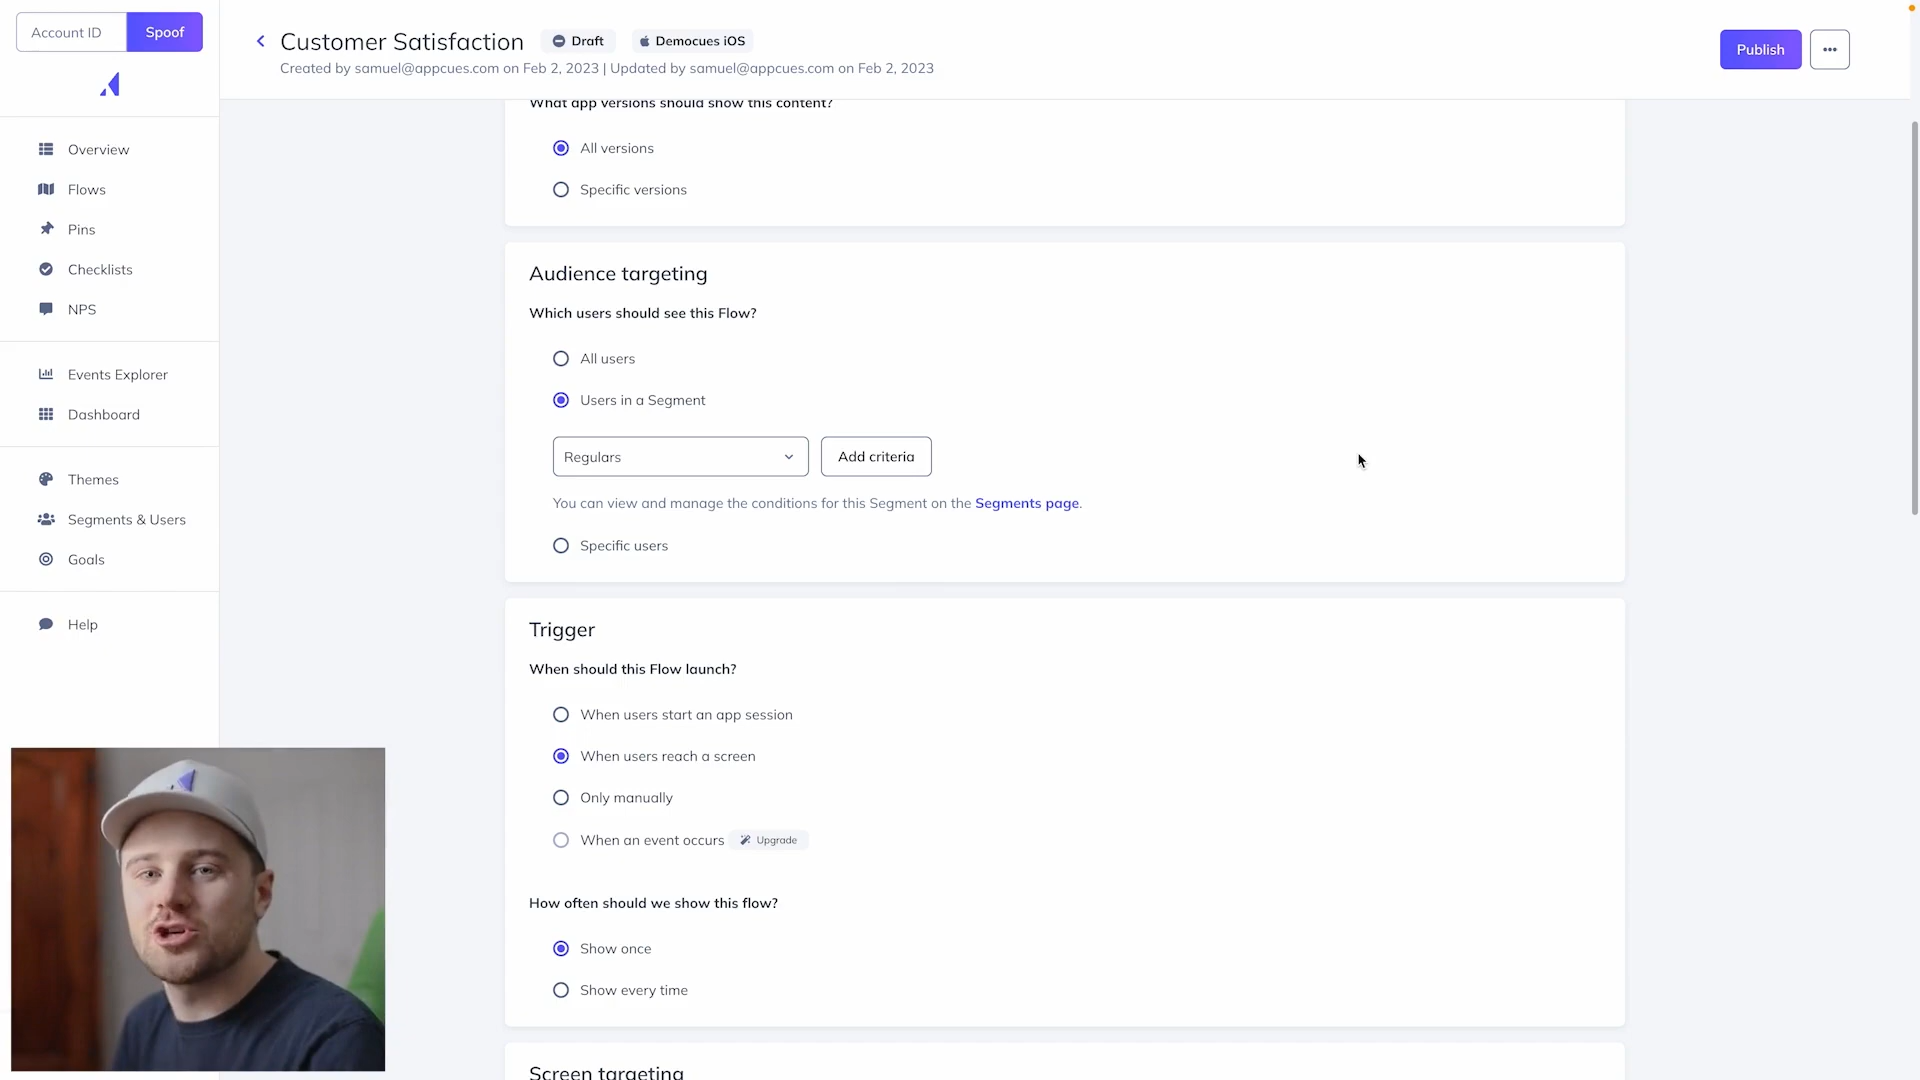 Account ID
Spoof
Customer Satisfaction
Draft
Democues iOS
Created by samuel@appcues.com on Feb 2, 2023 | Updated by samuel@appcues.com on Feb 2, 2023
Publish
Overview
Flows
Pins
Checklists
NPS
Events Explorer
Dashboard
Themes
Segments & Users
Goals
Help
What app versions should show this content?
All versions
Specific versions
Audience targeting
Which users should see this Flow?
All users
Users in a Segment
Regulars
Add criteria
You can view and manage the conditions for this Segment on the Segments page.
Specific users
Trigger
When should this Flow launch?
When users start an app session
When users reach a screen
Only manually
When an event occurs
Upgrade
How often should we show this flow?
Show once
Show every time
Screen targeting